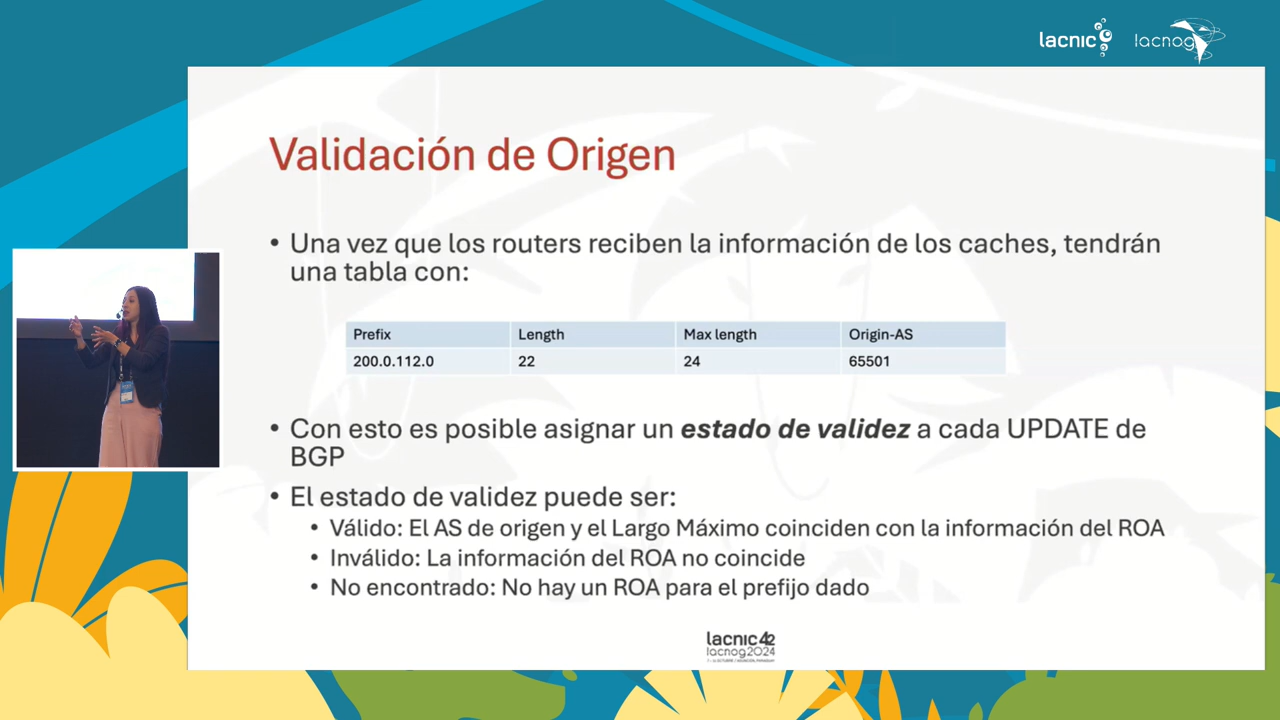 lacnic
lacnog
Validación de Origen
• Una vez que los routers reciben la información de los caches, tendrán
una tabla con:
Prefix Length Max length Origin-AS
200.0.112.0 22 24 65501
• Con esto es posible asignar un estado de validez a cada UPDATE de
BGP
• El estado de validez puede ser:
• Válido: El AS de origen y el Largo Máximo coinciden con la información del ROA
• Inválido: La información del ROA no coincide
• No encontrado: No hay un ROA para el prefijo dado
lacnic42
lacnog2024